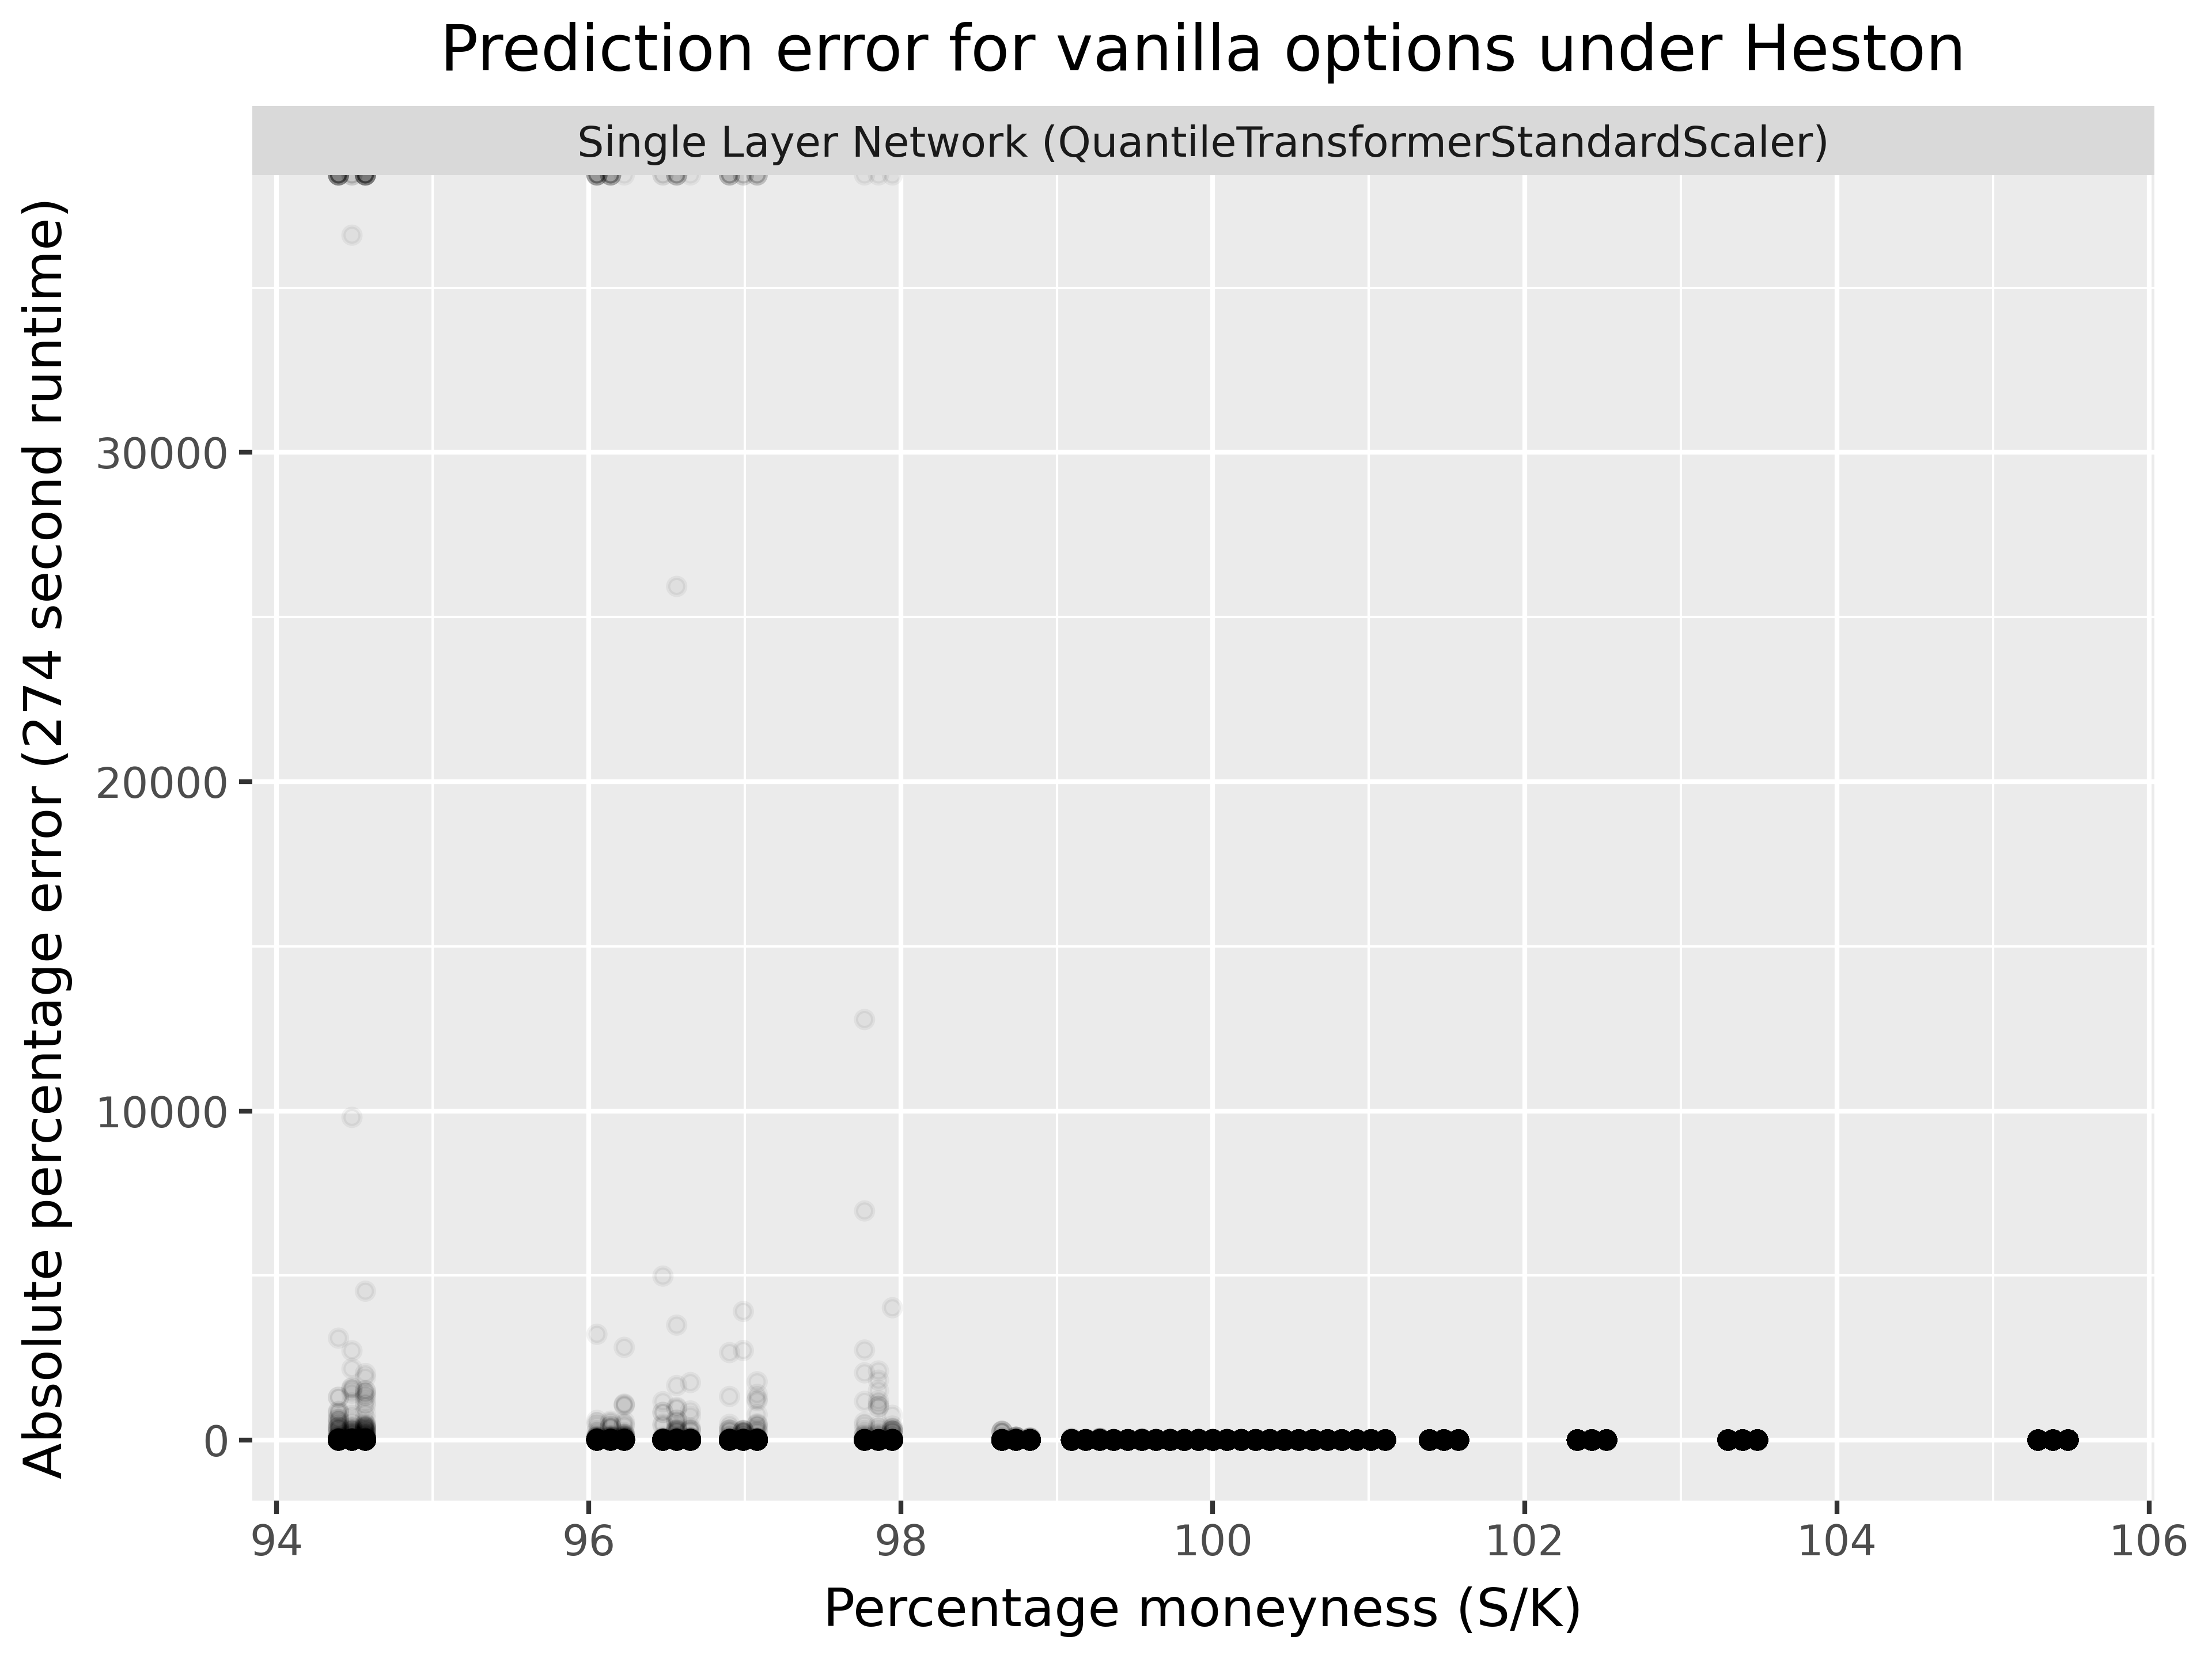 Prediction error for vanilla options under Heston
Single Layer Network (QuantileTransformerStandardScaler)
Absolute percentage error (274 second runtime)
30000
20000
10000
0
94
96
98
100
102
104
106
Percentage moneyness (S/K)